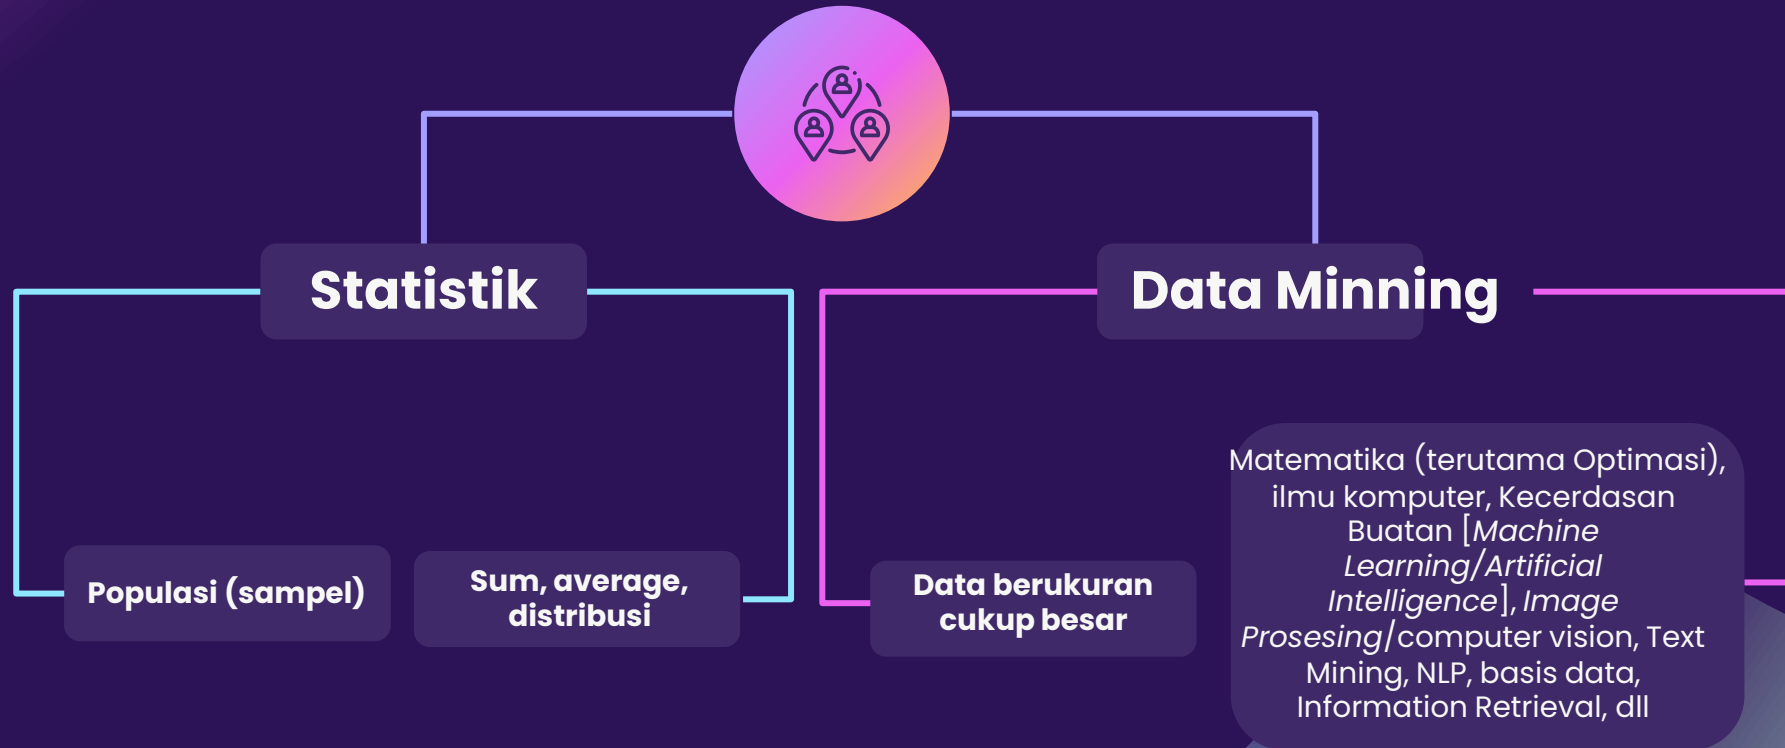 Statistik
Data Minning
Populasi (sampel)
Sum, average,
distribusi
Data berukuran
cukup besar
Matematika (terutama Optimasi),
ilmu komputer, Kecerdasan
Buatan [Machine
Learning/Artificial
Intelligence], Image
Prosesing/computer vision, Text
Mining, NLP, basis data,
Information Retrieval, dll